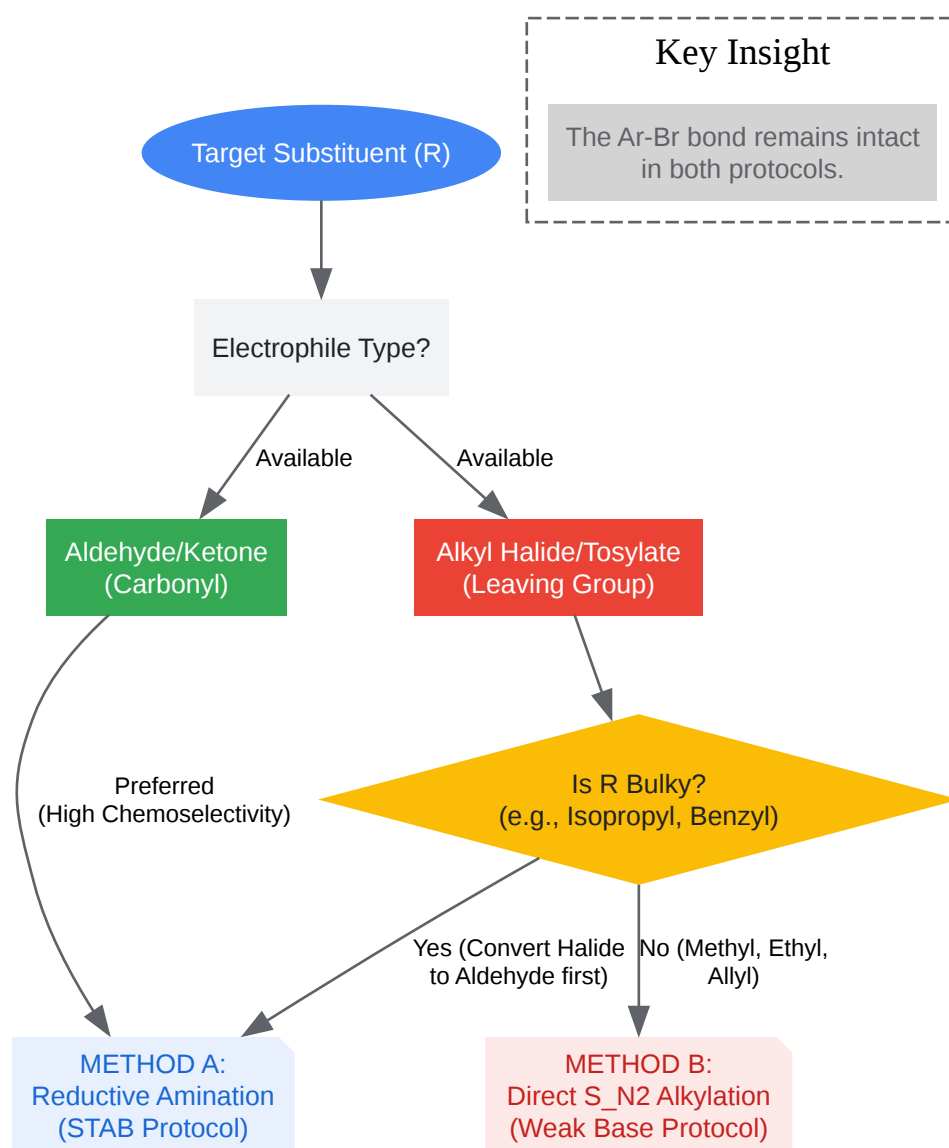 Key Insight
The Ar-Br bond remains intact
in both protocols.
Target Substituent (R)
Electrophile Type?
Available
Available
Aldehyde/Ketone
(Carbonyl)
Alkyl Halide/Tosylate
(Leaving Group)
Preferred
(High Chemoselectivity)
Is R Bulky?
(e.g., Isopropyl, Benzyl)
Yes (Convert Halide
to Aldehyde first)
No (Methyl, Ethyl,
Allyl)
METHOD A:
Reductive Amination
(STAB Protocol)
METHOD B:
Direct S_N2 Alkylation
(Weak Base Protocol)